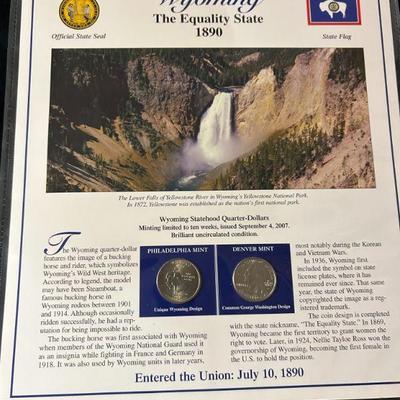 Wyoming
The Equality State
1890
Official State Seal
State Flag
The Lower Falls of Yellowstone River in Wyoming's Yellowstone National Park.
In 1872, Yellowstone was established as the nation's first national park.
Wyoming Statehood Quarter-Dollars
Minting limited to ten weeks, issued September 4, 2007.
Brilliant uncirculated condition.
The Wyoming quarter-dollar
features the image of a bucking
horse and rider, which symbolizes
Wyoming's Wild West heritage.
According to legend, the model
may have been Steamboat, a
famous bucking horse in
Wyoming rodeos between 1901
and 1914. Although occasionally
ridden successfully, he had a rep-
utation for being impossible to ride.
The bucking horse was first associated with Wyoming
when members of the Wyoming National Guard used it
as an insignia while fighting in France and Germany in
1918. It was also used by Wyoming units in later years,
PHILADELPHIA MINT
Unique Wyoming Design
DENVER MINT
Common George Washington Design
most notably during the Korean
and Vietnam Wars.
In 1936, Wyoming first
included the symbol on state
license plates, where it has
remained ever since. That same
year, the state of Wyoming
copyrighted the image as a reg-
istered trademark.
The coin design is completed
with the state nickname, "The Equality State." In 1869,
Wyoming became the first territory to grant women the
right to vote. Later, in 1924, Nellie Tayloe Ross won the
governorship of Wyoming, becoming the first female in
the U.S. to hold the position.
Entered the Union: July 10, 1890